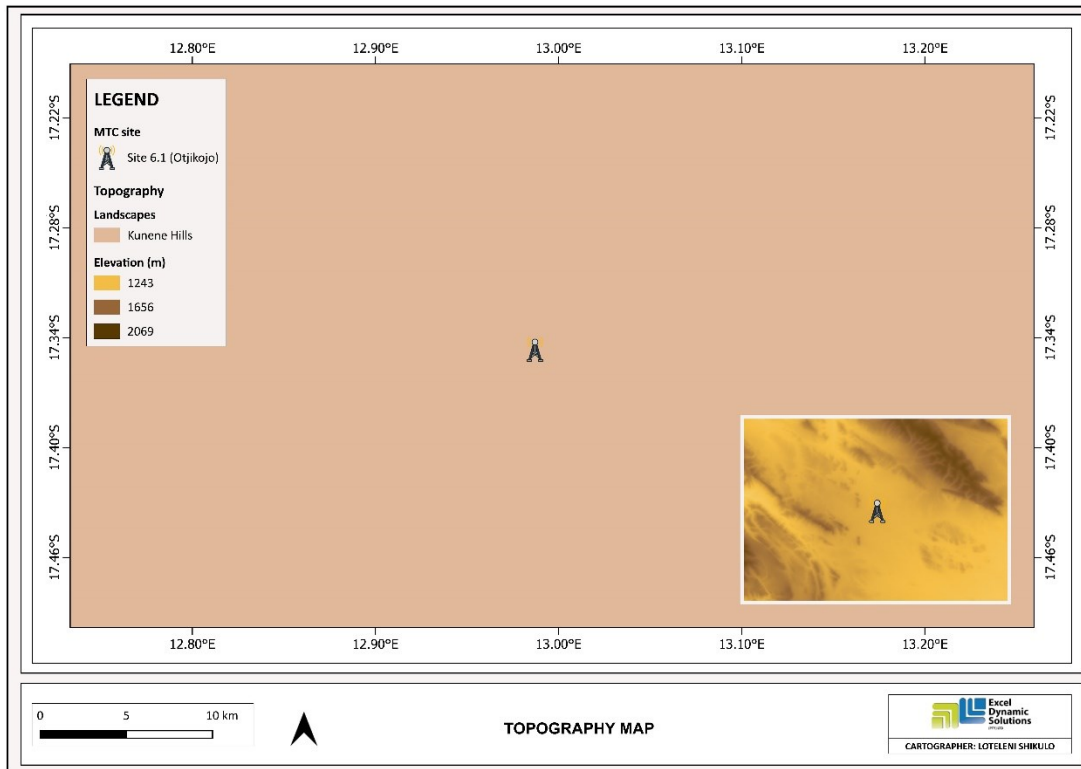 12.80°E 12.90°E 13.00°E 13.10°E 13.20°E
17.22°S 17.22°S
17.28°S 17.28°S
17.34°S 17.34°S
17.40°S 17.40°S
17.46°S 17.46°S
LEGEND
MTC site
Site 6.1 (Otjikojo)
Topography
Landscapes
Kunene Hills
Elevation (m)
1243
1656
2069
12.80°E 12.90°E 13.00°E 13.10°E 13.20°E
0 5 10 km
TOPOGRAPHY MAP
Excel
Dynamic
Solutions
CARTOGRAPHER: LOTELENI SHIKULO